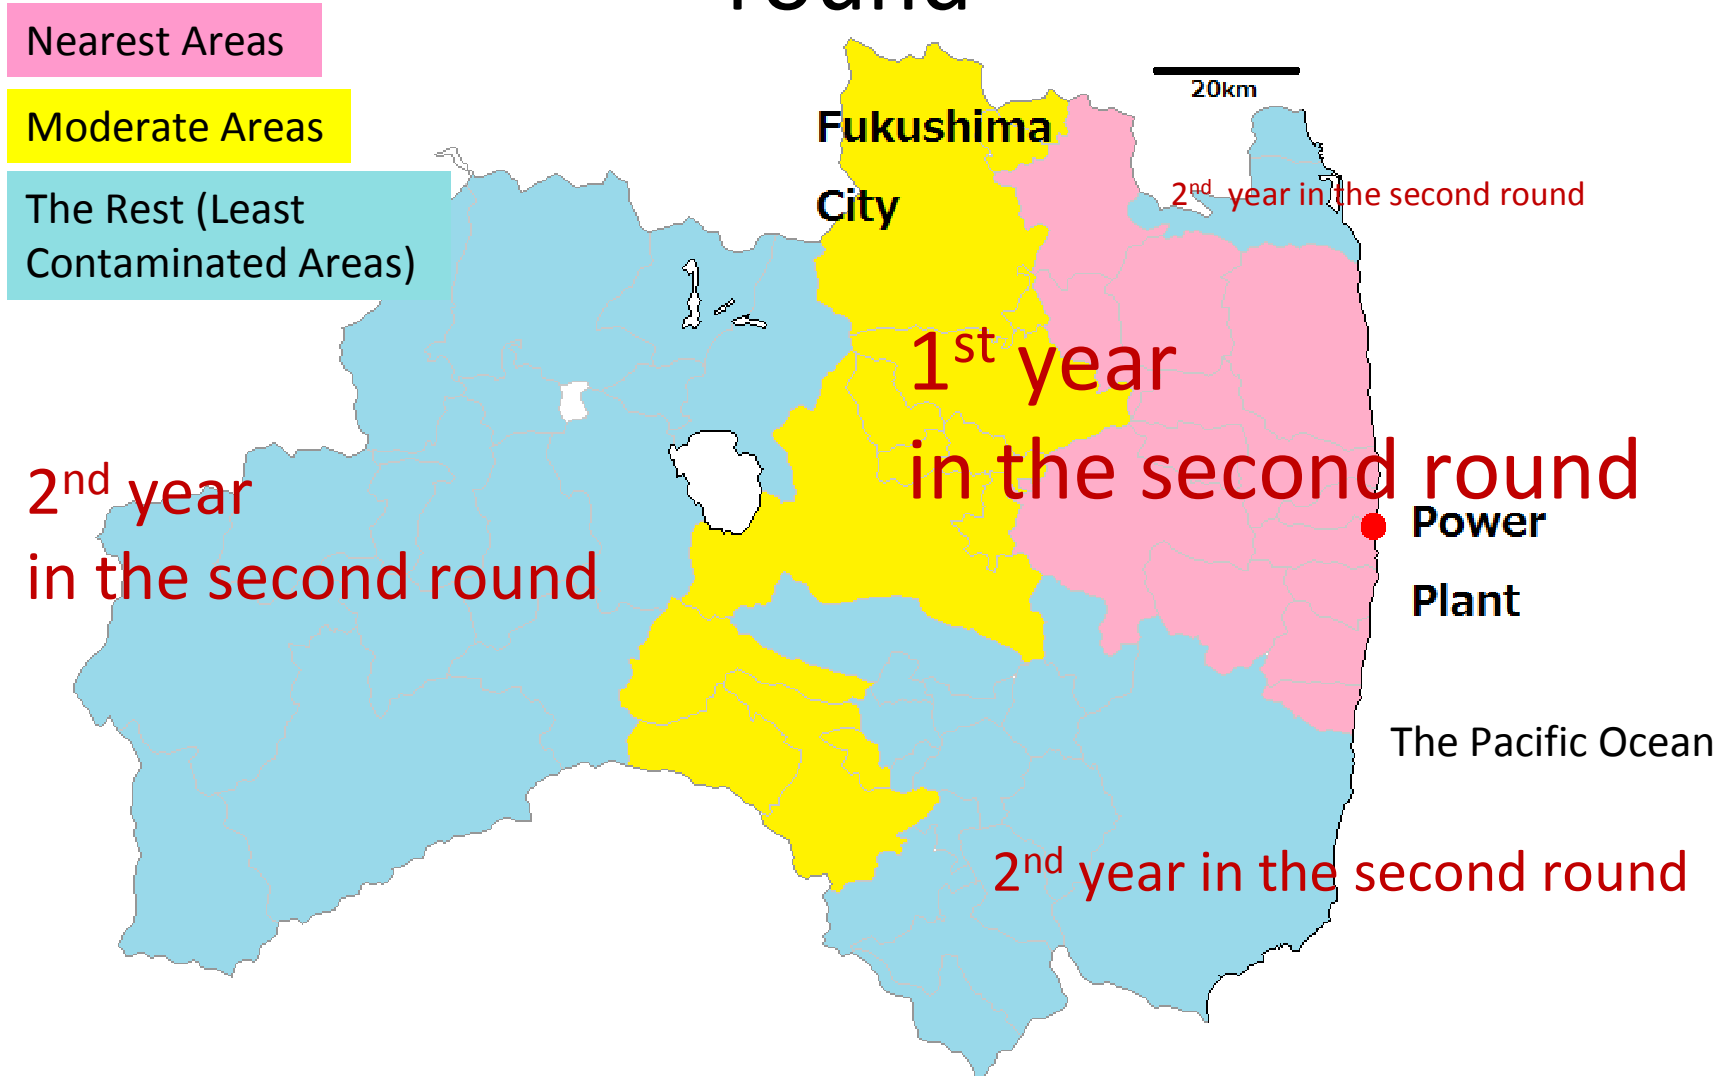 round
Nearest Areas
Moderate Areas
The Rest (Least
Contaminated Areas)
20km
Fukushima
City
2nd year in the second round
1st year
in the second round
2nd year
in the second round
Power
Plant
The Pacific Ocean
2nd year in the second round